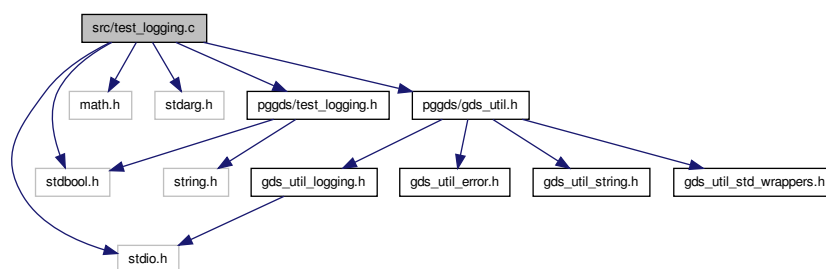 src/test_logging.c
math.h
stdarg.h
pggds/test_logging.h
pggds/gds_util.h
stdbool.h
string.h
gds_util_logging.h
gds_util_error.h
gds_util_string.h
gds_util_std_wrappers.h
stdio.h